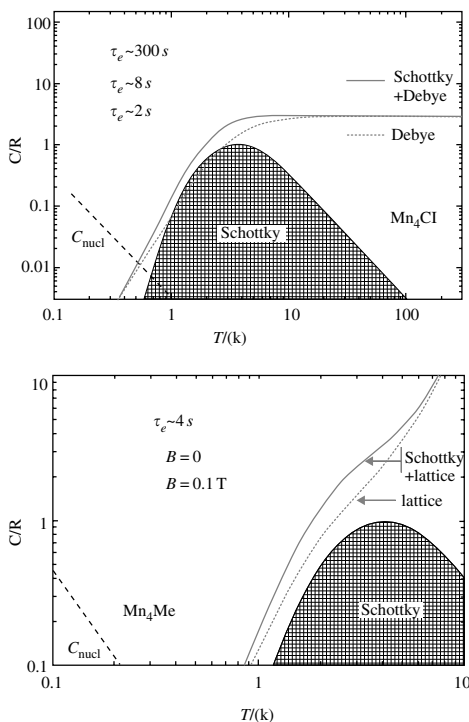 100
10
1
0.1
0.01
C/R
τe~300 s
τe~8 s
τe~2 s
Schottky
+Debye
Debye
Mn4Cl
Cnucl
Schottky
0.1
1
10
100
T/(k)
10
1
0.1
C/R
τe~4 s
B = 0
B = 0.1 T
Schottky
+lattice
lattice
Schottky
Mn4Me
Cnucl
0.1
1
10
T/(k)